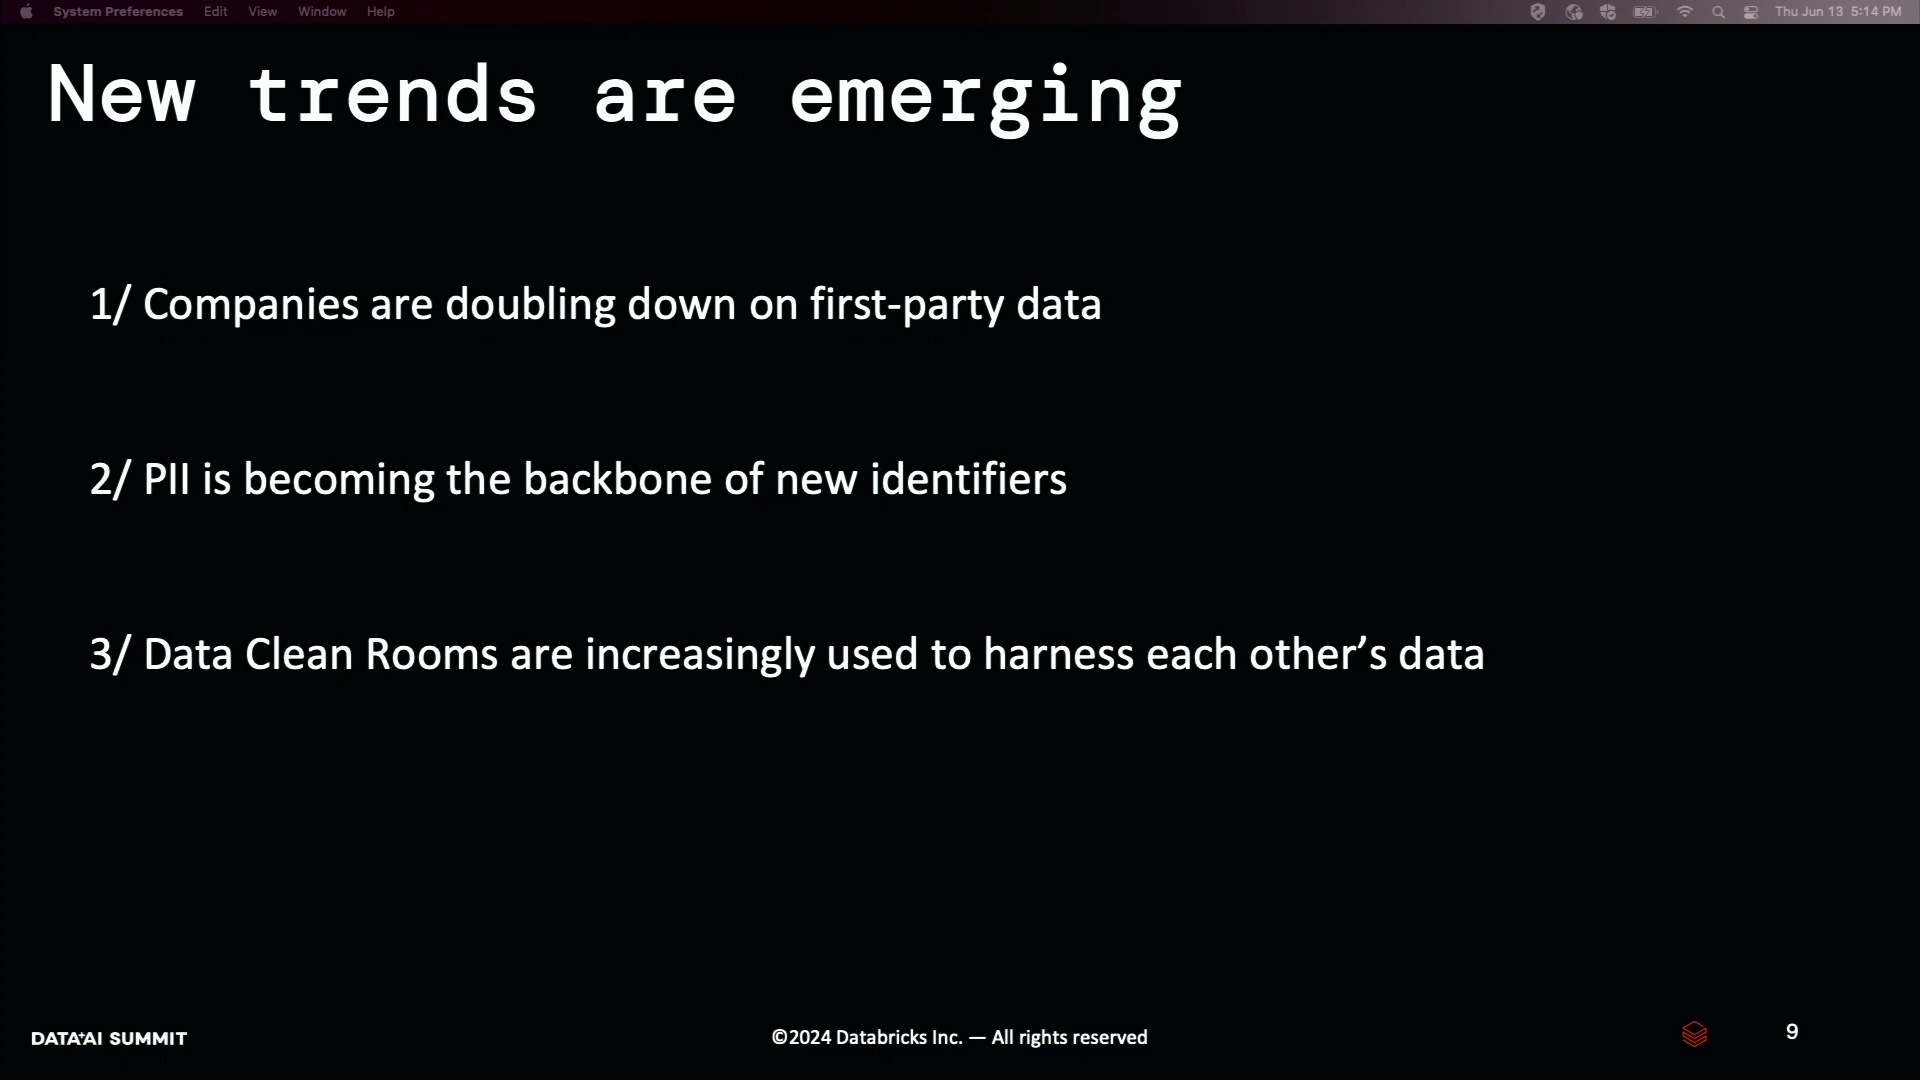 System Preferences Edit View Window Help Thu Jun 13 5:14 PM
New trends are emerging
1/ Companies are doubling down on first-party data
2/ PII is becoming the backbone of new identifiers
3/ Data Clean Rooms are increasingly used to harness each other’s data
DATA+AI SUMMIT ©2024 Databricks Inc. — All rights reserved 9